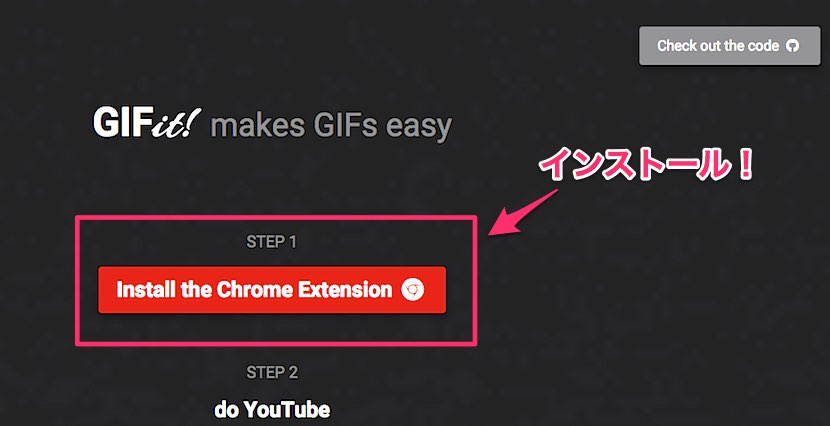 Check out the code
GIFit! makes GIFs easy
インストール！
STEP 1
Install the Chrome Extension
STEP 2
do YouTube